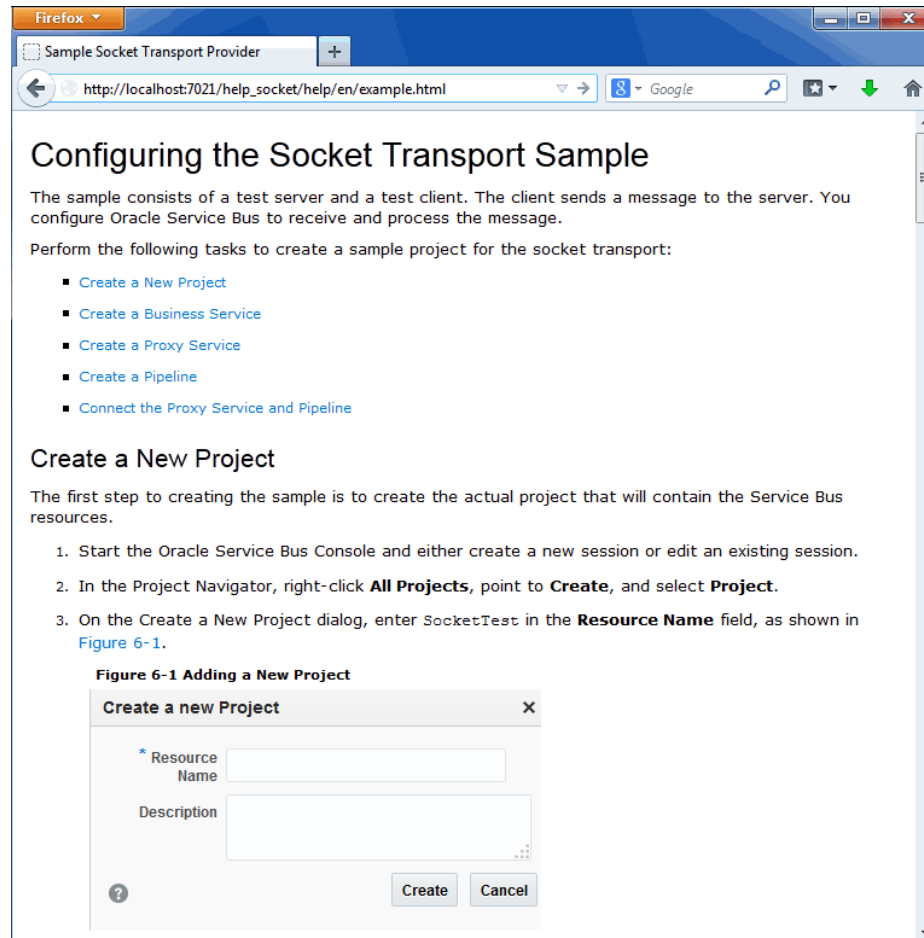 Firefox
Sample Socket Transport Provider
http://localhost:7021/help_socket/help/en/example.html
Google
Configuring the Socket Transport Sample
The sample consists of a test server and a test client. The client sends a message to the server. You
configure Oracle Service Bus to receive and process the message.
Perform the following tasks to create a sample project for the socket transport:
Create a New Project
Create a Business Service
Create a Proxy Service
Create a Pipeline
Connect the Proxy Service and Pipeline
Create a New Project
The first step to creating the sample is to create the actual project that will contain the Service Bus
resources.
1. Start the Oracle Service Bus Console and either create a new session or edit an existing session.
2. In the Project Navigator, right-click All Projects, point to Create, and select Project.
3. On the Create a New Project dialog, enter SocketTest in the Resource Name field, as shown in
Figure 6-1.
Figure 6-1 Adding a New Project
Create a new Project
* Resource
Name
Description
Create Cancel